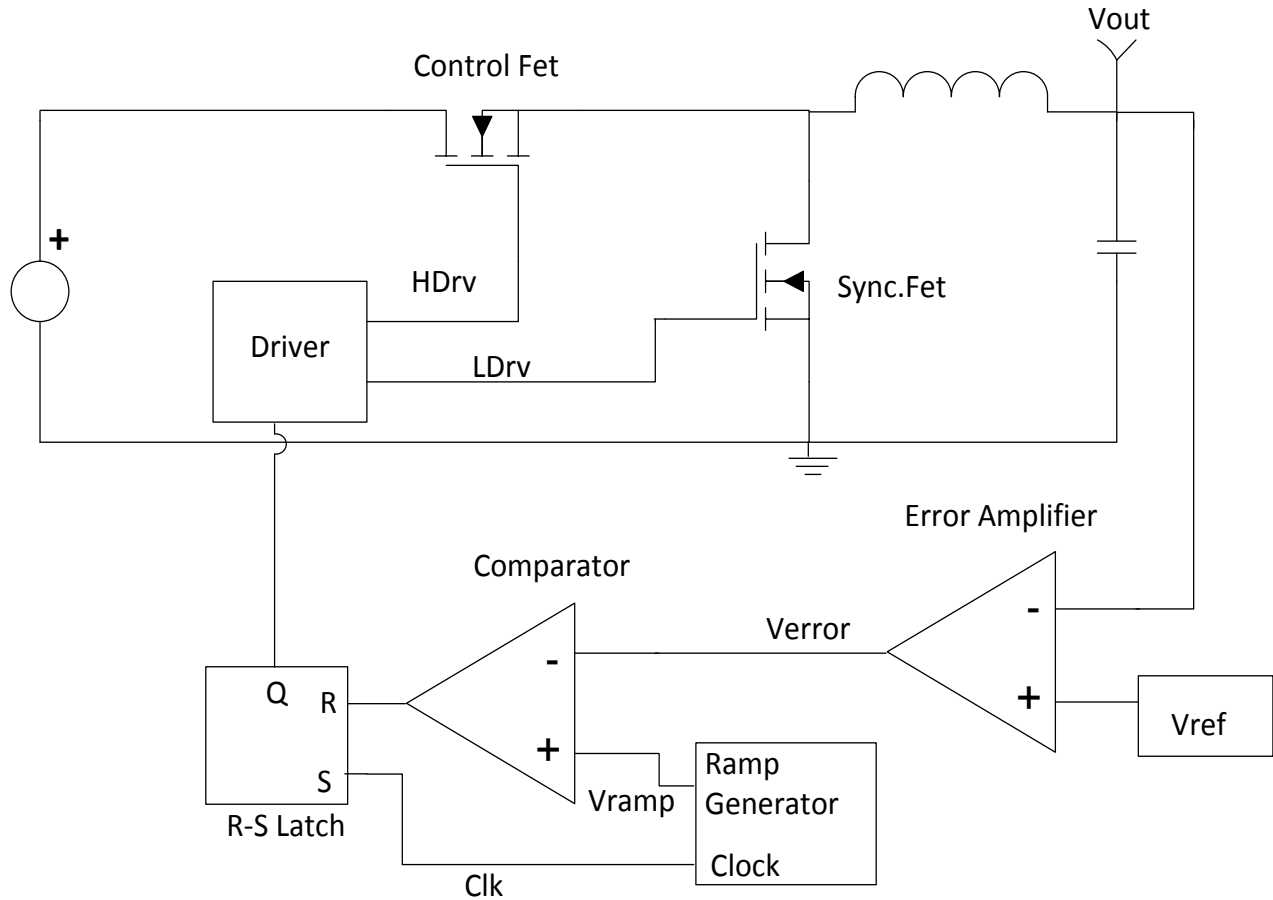 Vout
Control Fet
+
HDrv
Sync.Fet
Driver
LDrv
Error Amplifier
Comparator
-
Verror
-
Q
R
+
Vref
+
Ramp
S
Vramp
Generator
R-S Latch
Clock
Clk